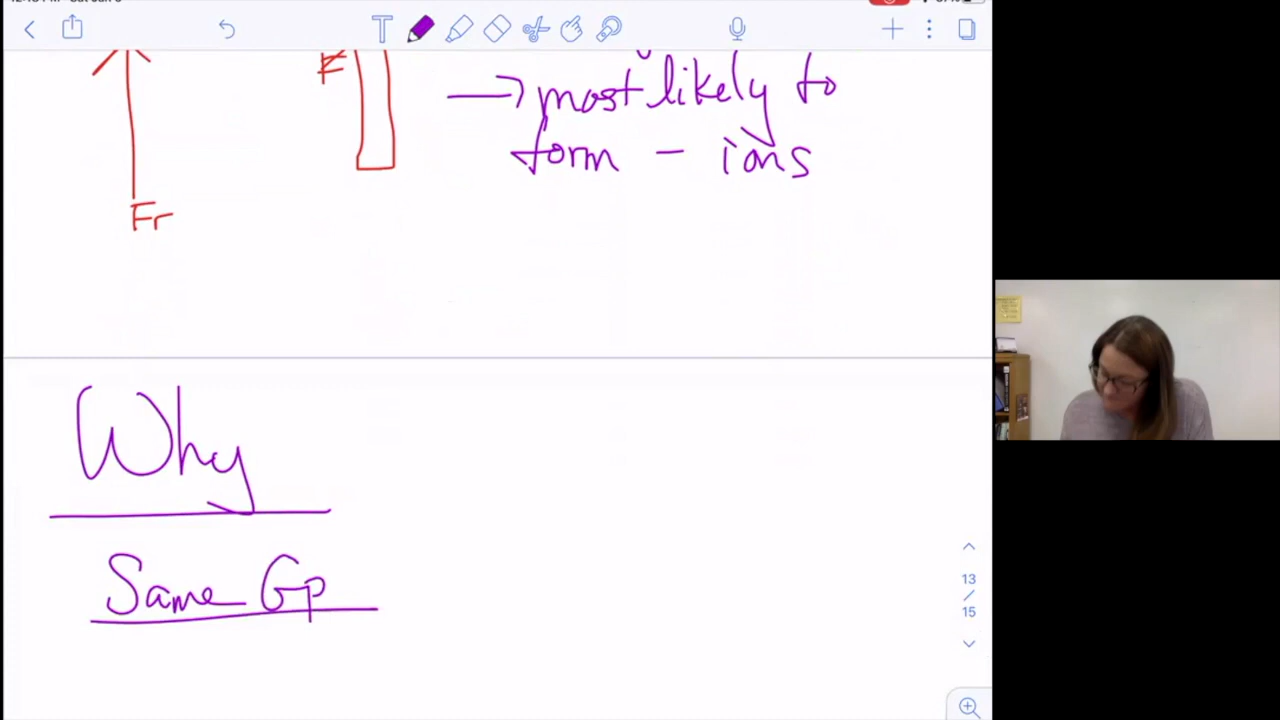 → most likely to
form - ions
Fr
Why
Same Gp
13
/
15